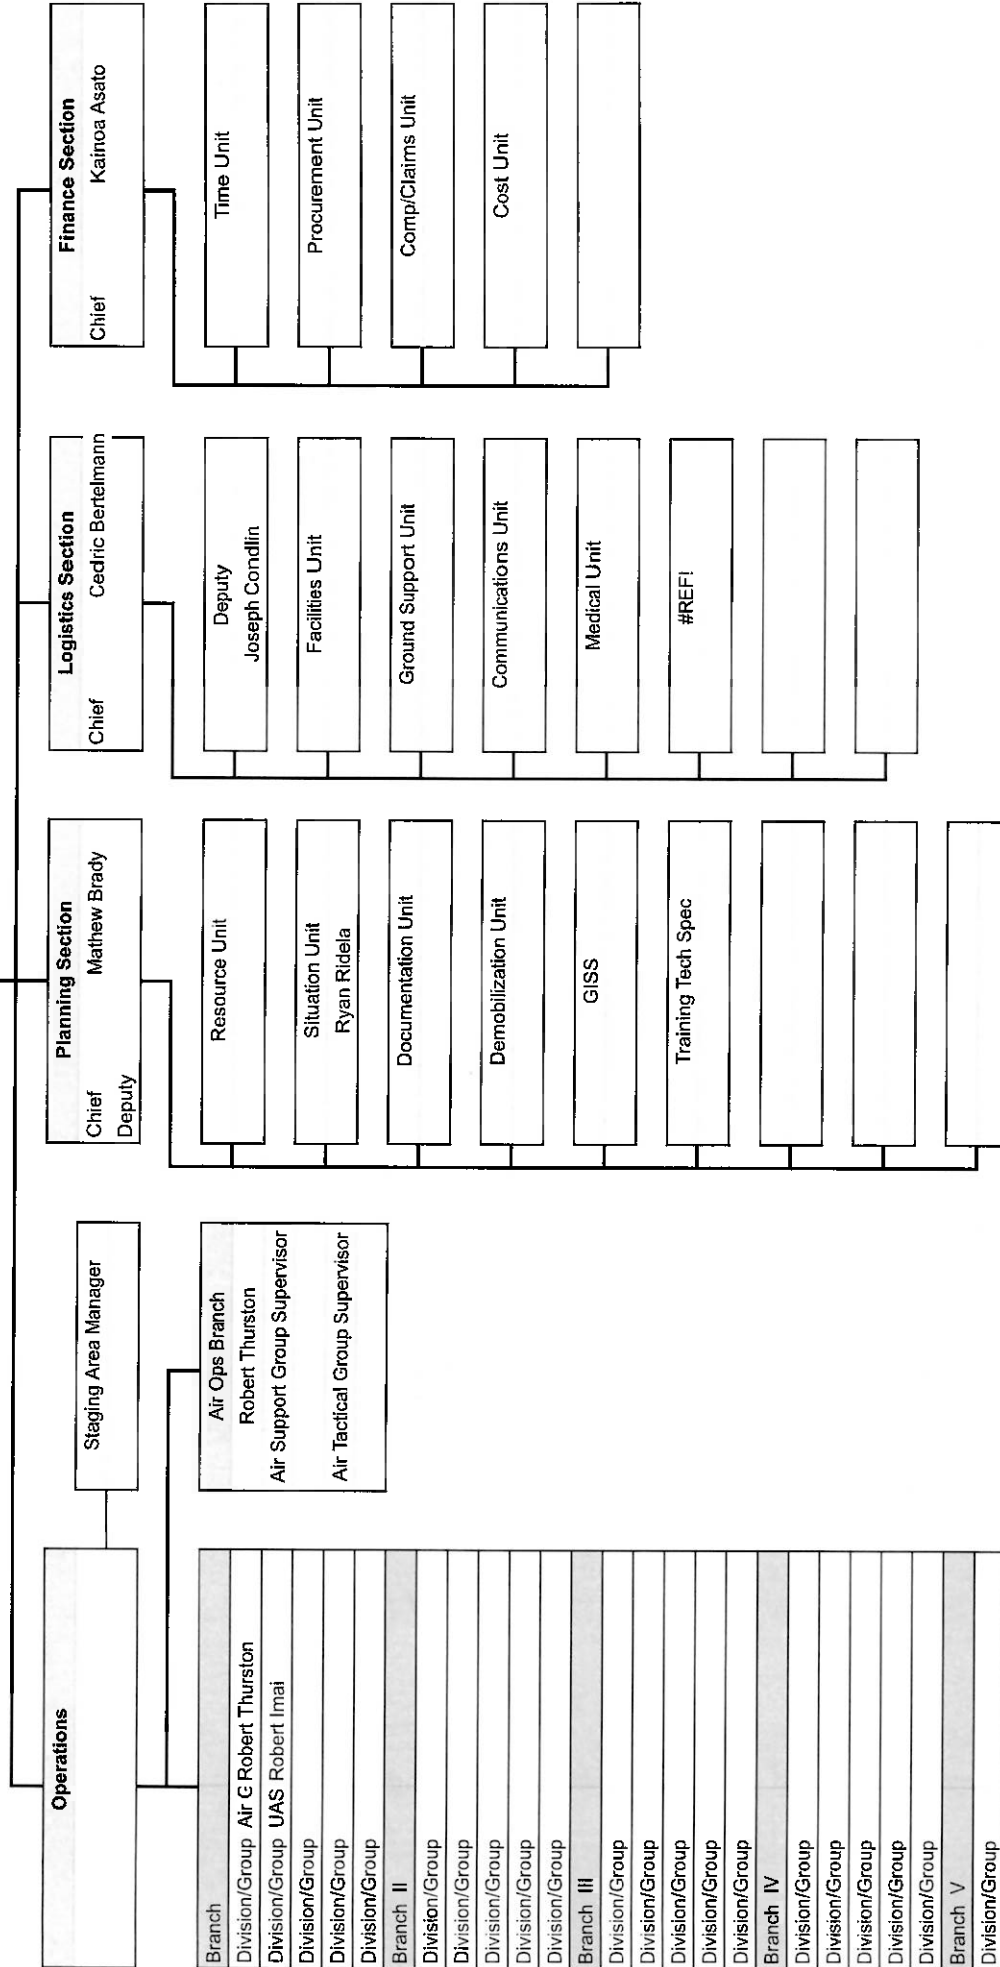 Operations
Branch
Division/Group Air C Robert Thurston
Division/Group UAS Robert Imai
Division/Group
Division/Group
Division/Group
Branch II
Division/Group
Division/Group
Division/Group
Division/Group
Division/Group
Branch III
Division/Group
Division/Group
Division/Group
Division/Group
Division/Group
Branch IV
Division/Group
Division/Group
Division/Group
Division/Group
Division/Group
Branch V
Division/Group
Staging Area Manager
Air Ops Branch
Robert Thurston
Air Support Group Supervisor
Air Tactical Group Supervisor
Planning Section
Chief Mathew Brady
Deputy
Resource Unit
Situation Unit
Ryan Ridela
Documentation Unit
Demobilization Unit
GISS
Training Tech Spec
Logistics Section
Chief Cedric Bertelmann
Deputy
Joseph Condlin
Facilities Unit
Ground Support Unit
Communications Unit
Medical Unit
#REF!
Finance Section
Chief Kainoa Asato
Time Unit
Procurement Unit
Comp/Claims Unit
Cost Unit